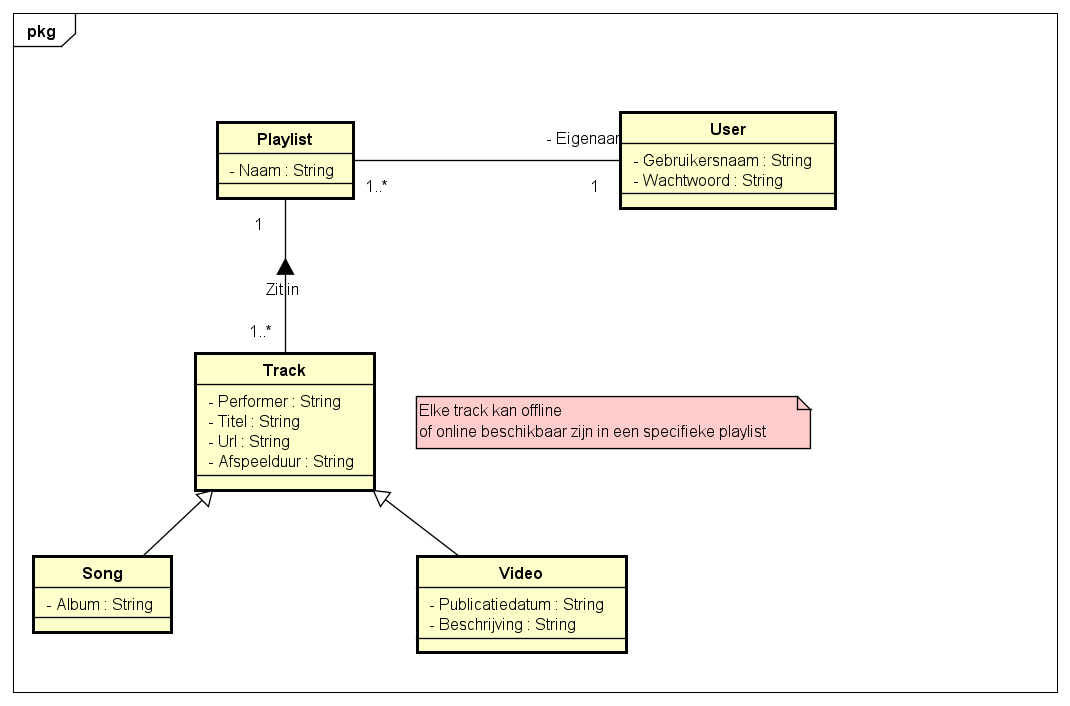 pkg
Playlist
- Naam : String
- Eigenaar
User
- Gebruikersnaam : String
- Wachtwoord : String
1..*
1
1
Zit in
1..*
Track
- Performer : String
- Titel : String
- Url : String
- Afspeelduur : String
Elke track kan offline
of online beschikbaar zijn in een specifieke playlist
Song
- Album : String
Video
- Publicatiedatum : String
- Beschrijving : String